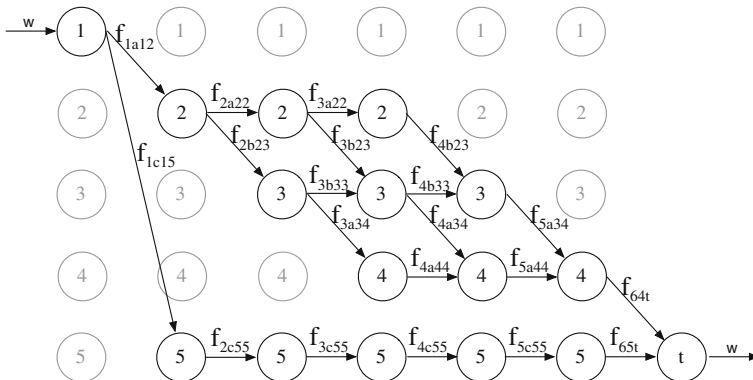 w 1 1 1 1 1 1
f1a12
2 2 f2a22 2 f3a22 2 2 2
f1c15 f2b23 f3b23 f4b23
3 3 3 f3b33 3 f4b33 3 3
f3a34 f4a34 f5a34
4 4 4 4 f4a44 4 f5a44 4
f64t
5 5 f2c55 5 f3c55 5 f4c55 5 f5c55 5 f65t t w